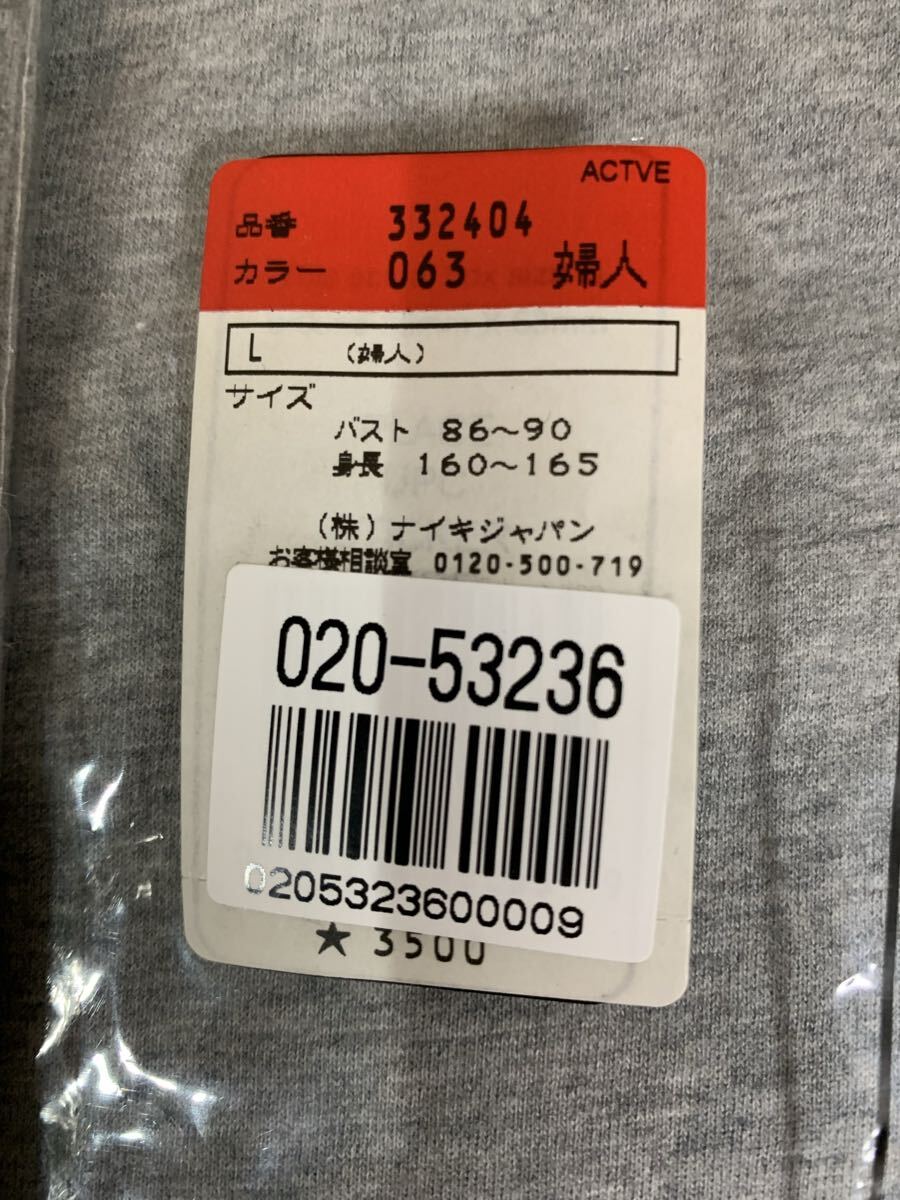 ACTVE
品番 332404
カラー 063 婦人
L (婦人)
サイズ
バスト 86~90
身長 160~165
(株)ナイキジャパン
お客様相談室 0120-500-719
020-53236
0205323600009
★ 3500